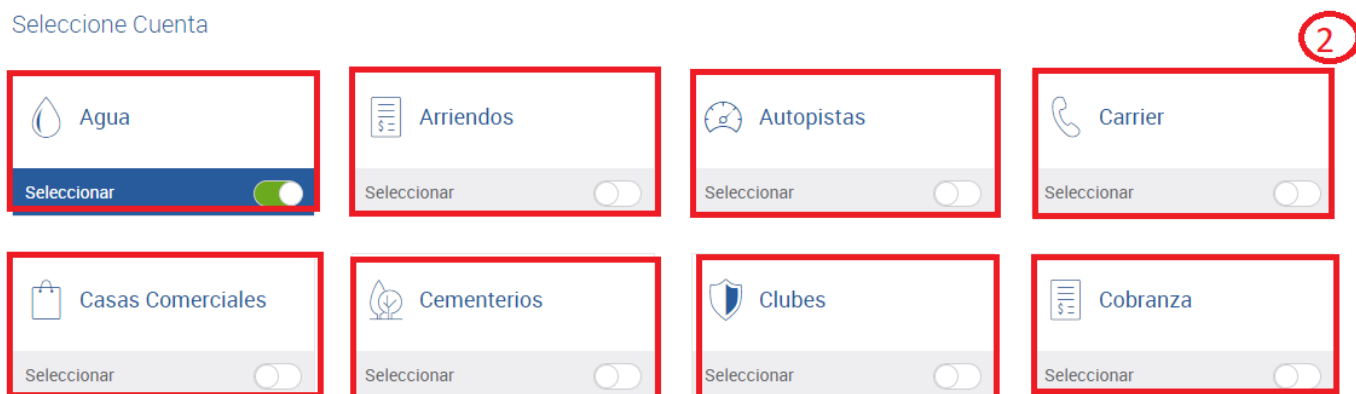 Seleccione Cuenta
2
Agua
Arriendos
Autopistas
Carrier
Seleccionar
Seleccionar
Seleccionar
Seleccionar
Casas Comerciales
Cementerios
Clubes
Cobranza
Seleccionar
Seleccionar
Seleccionar
Seleccionar